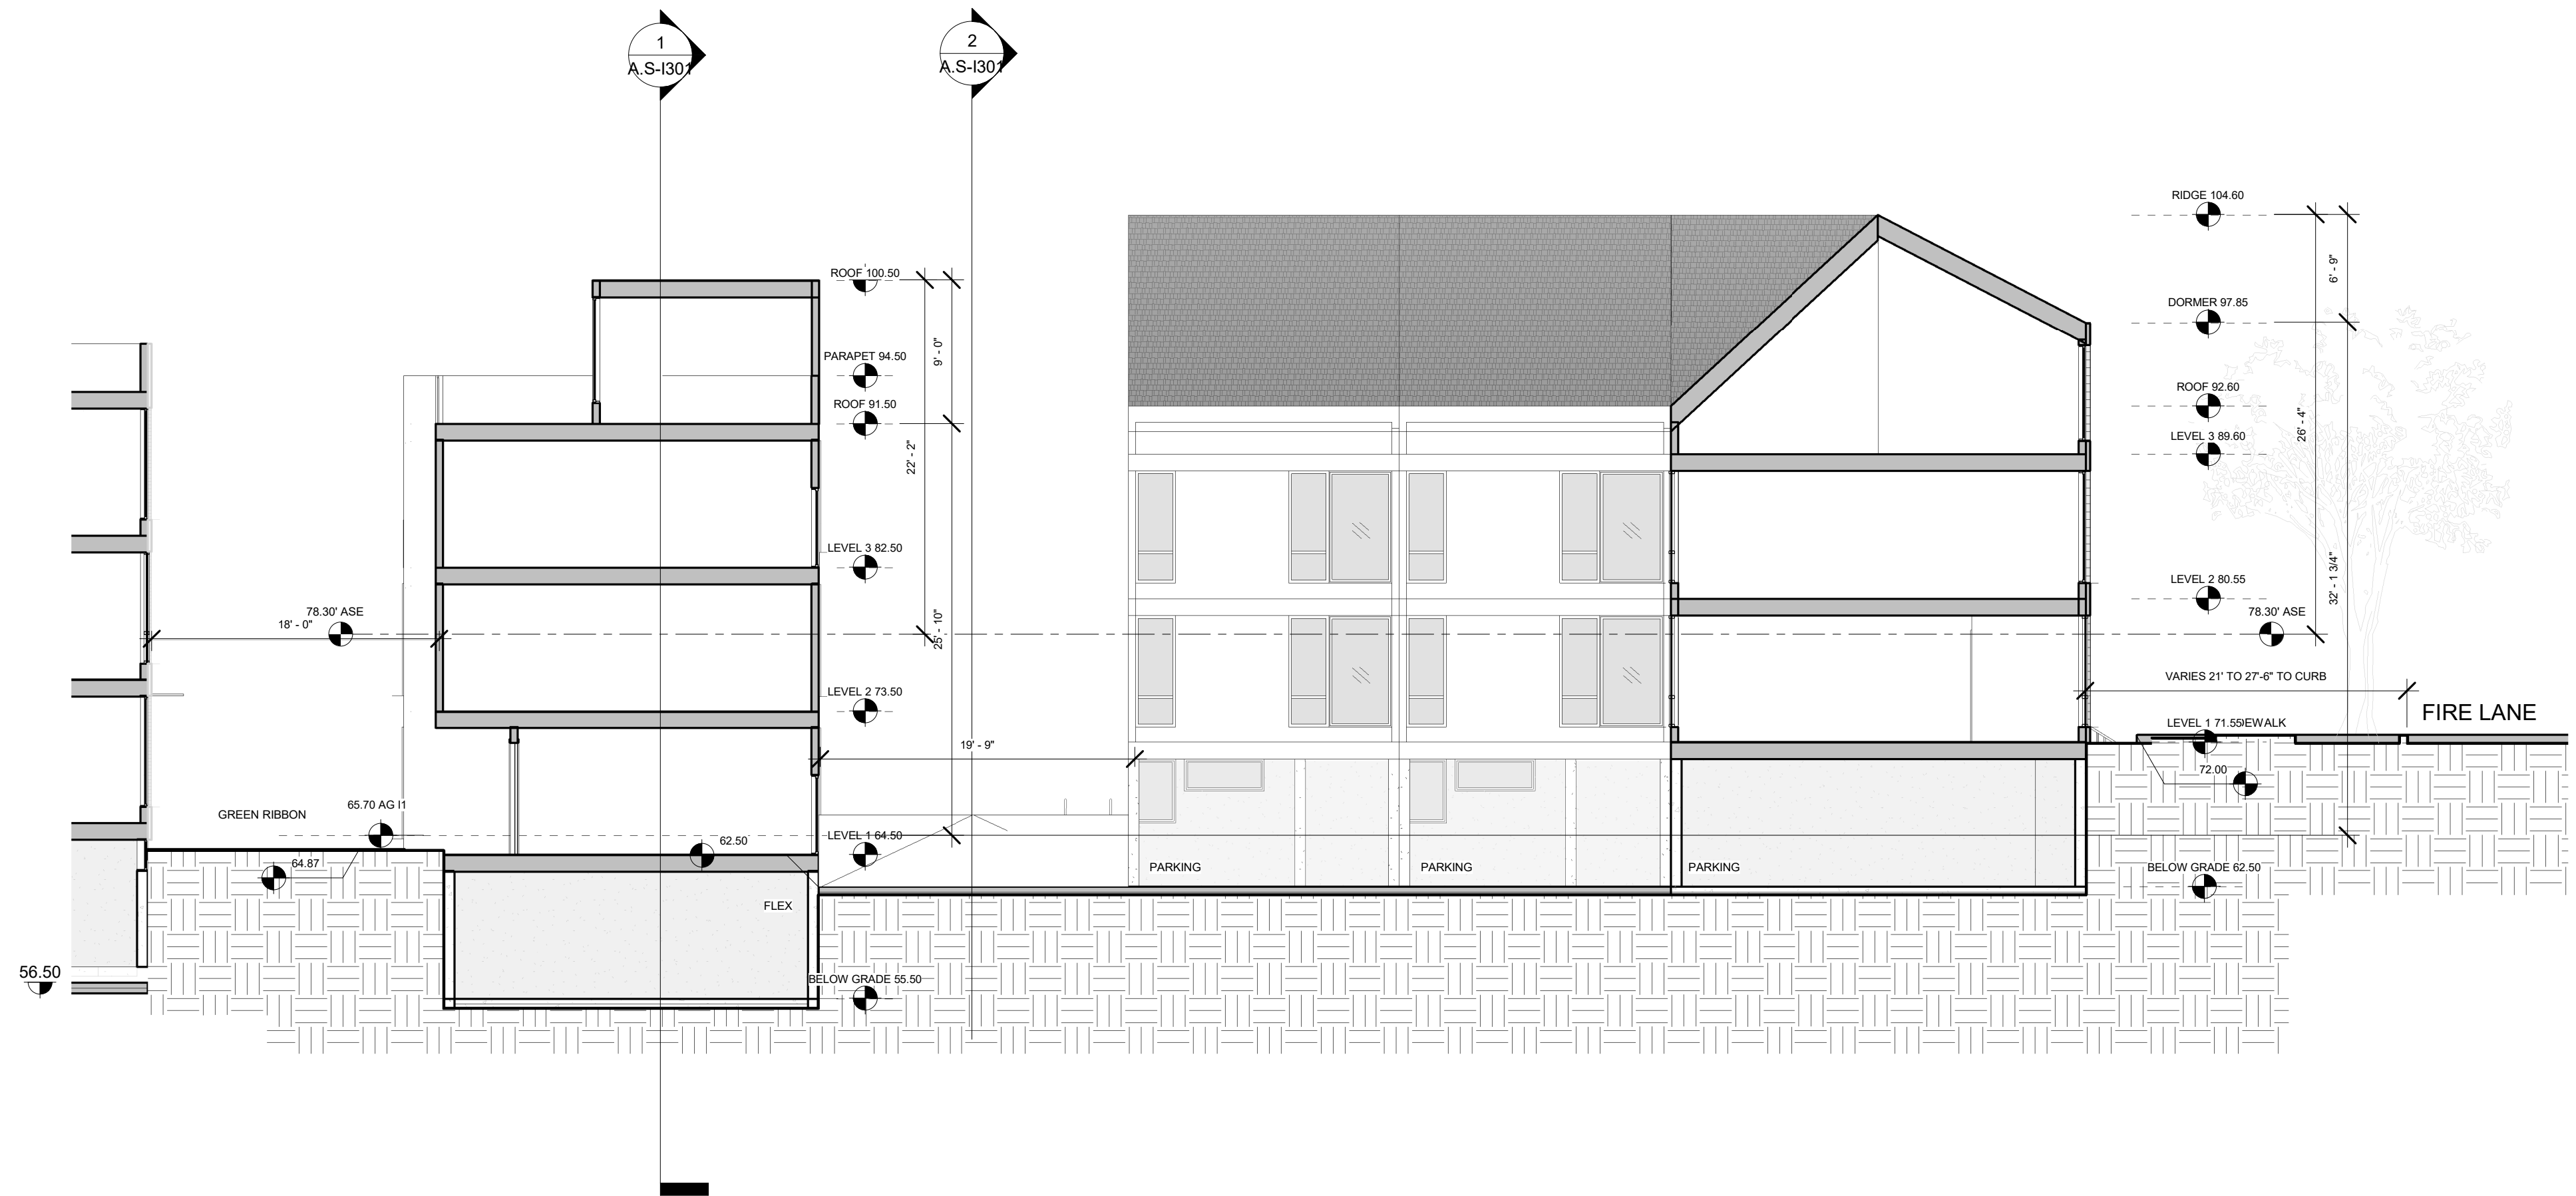 1
A.S-I301
2
A.S-I301
RIDGE 104.60
6' - 9"
ROOF 100.50
DORMER 97.85
9' - 0"
PARAPET 94.50
ROOF 92.60
ROOF 91.50
26' - 4"
LEVEL 3 89.60
22' - 2"
LEVEL 3 82.50
32' - 1 3/4"
LEVEL 2 80.55
78.30' ASE
78.30' ASE
18' - 0"
25' - 10"
VARIES 21' TO 27'-6" TO CURB
LEVEL 2 73.50
FIRE LANE
LEVEL 1 71.55
EWALK
19' - 9"
72.00
65.70 AG I1
GREEN RIBBON
LEVEL 1 64.50
62.50
64.87
PARKING
PARKING
PARKING
BELOW GRADE 62.50
FLEX
56.50
BELOW GRADE 55.50